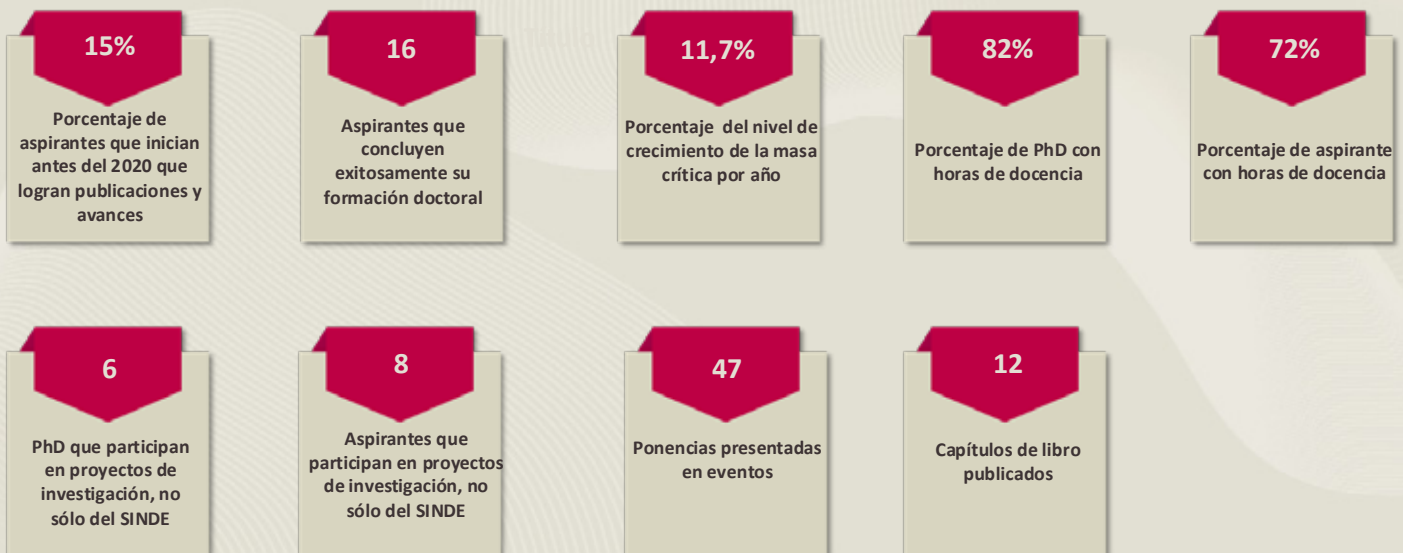 15%
Porcentaje de
aspirantes que inician
antes del 2020 que
logran publicaciones y
avances
16
Aspirantes que
concluyen
exitosamente su
formación doctoral
11,7%
Porcentaje del nivel de
crecimiento de la masa
crítica por año
82%
Porcentaje de PhD con
horas de docencia
72%
Porcentaje de aspirante
con horas de docencia
6
PhD que participan
en proyectos de
investigación, no
sólo del SINDE
8
Aspirantes que
participan en proyectos
de investigación, no
sólo del SINDE
47
Ponencias presentadas
en eventos
12
Capítulos de libro
publicados